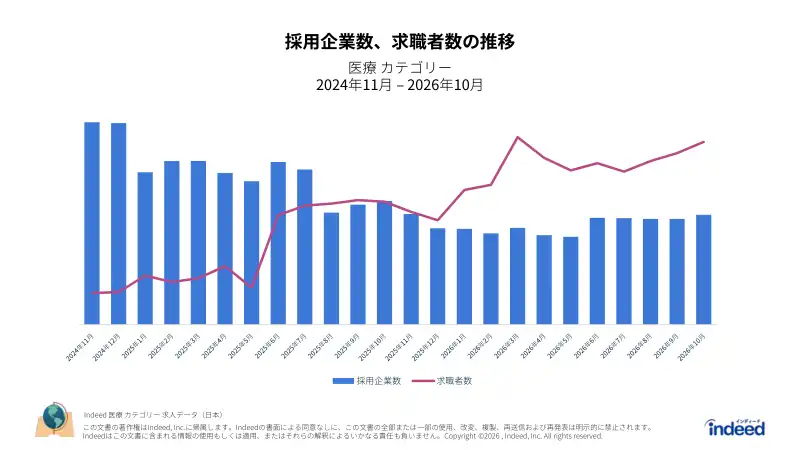 採用企業数、求職者数の推移
医療 カテゴリー
2024年11月 – 2026年10月
2024年11月
2024年12月
2025年1月
2025年2月
2025年3月
2025年4月
2025年5月
2025年6月
2025年7月
2025年8月
2025年9月
2025年10月
2025年11月
2025年12月
2026年1月
2026年2月
2026年3月
2026年4月
2026年5月
2026年6月
2026年7月
2026年8月
2026年9月
2026年10月
採用企業数
求職者数
Indeed 医療 カテゴリー 求人データ（日本）
この文書の著作権はIndeed, Inc.に帰属します。Indeedの書面による同意なしに、この文書の全部または一部の使用、改変、複製、再送信および再発表は明示的に禁止されます。
Indeedはこの文書に含まれる情報の使用もしくは適用、またはそれらの解釈によるいかなる責任も負いません。Copyright ©2026 , Indeed, Inc. All rights reserved.
インディード
indeed